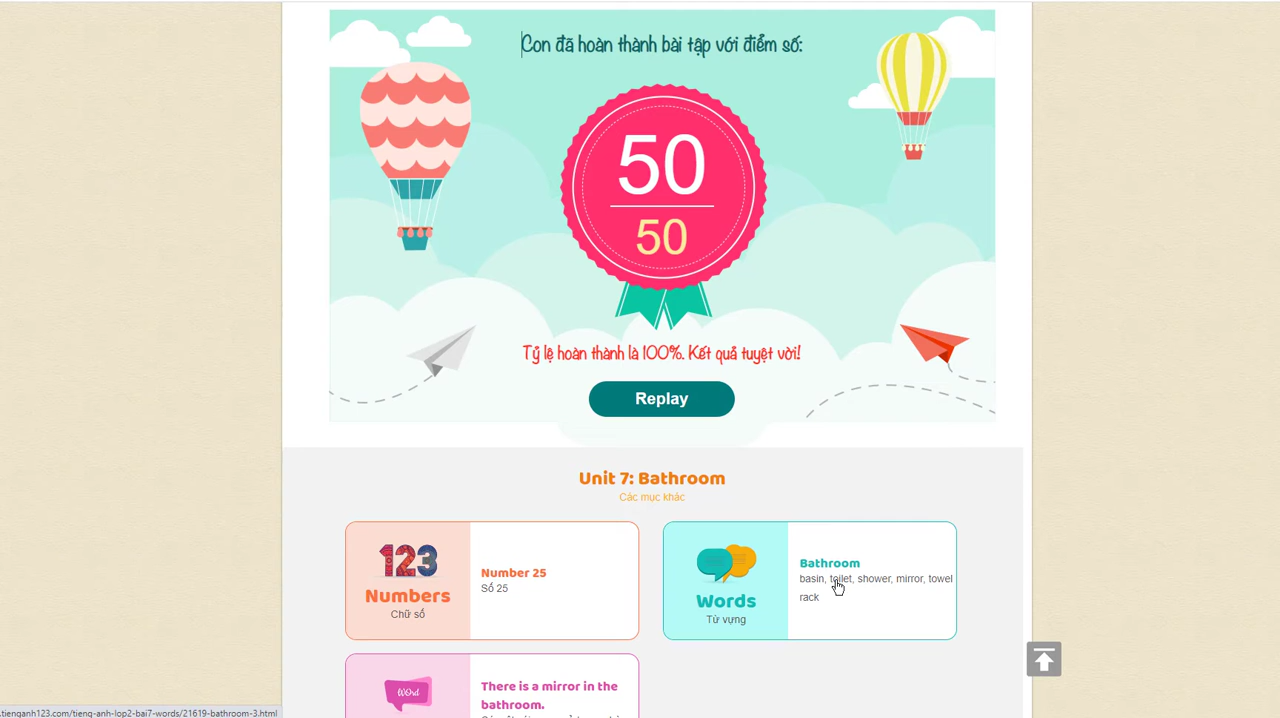 Con đã hoàn thành bài tập với điểm số:
50
50
Tỷ lệ hoàn thành là 100%. Kết quả tuyệt vời!
Replay
Unit 7: Bathroom
Các mục khác
123
Numbers
Chữ số
Number 25
Số 25
Words
Từ vựng
Bathroom
basin, toilet, shower, mirror, towel
rack
Word
There is a mirror in the
bathroom.
.tienganh123.com/tieng-anh-lop2-bai7-words/21619-bathroom-3.html